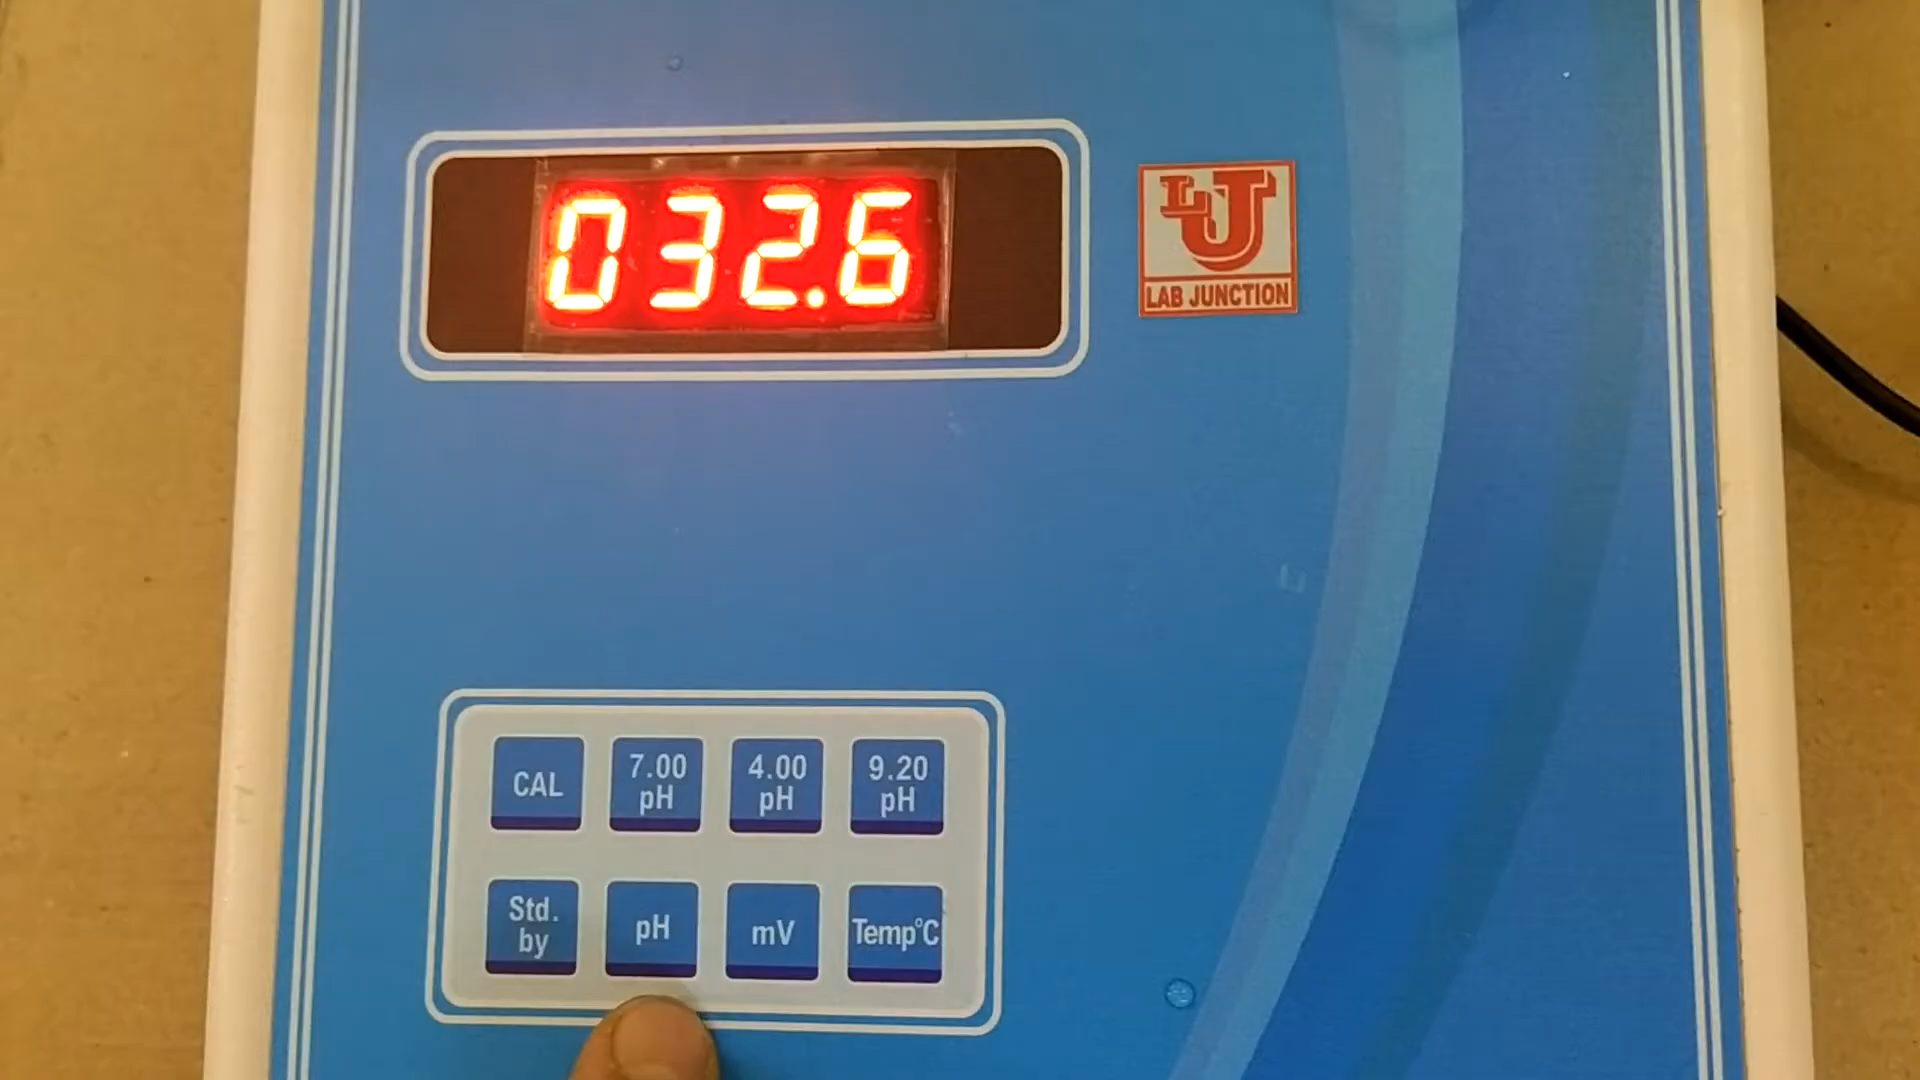 032.6
LJ
LAB JUNCTION
CAL
7.00
pH
4.00
pH
9.20
pH
Std.
by
pH
mV
Temp°C